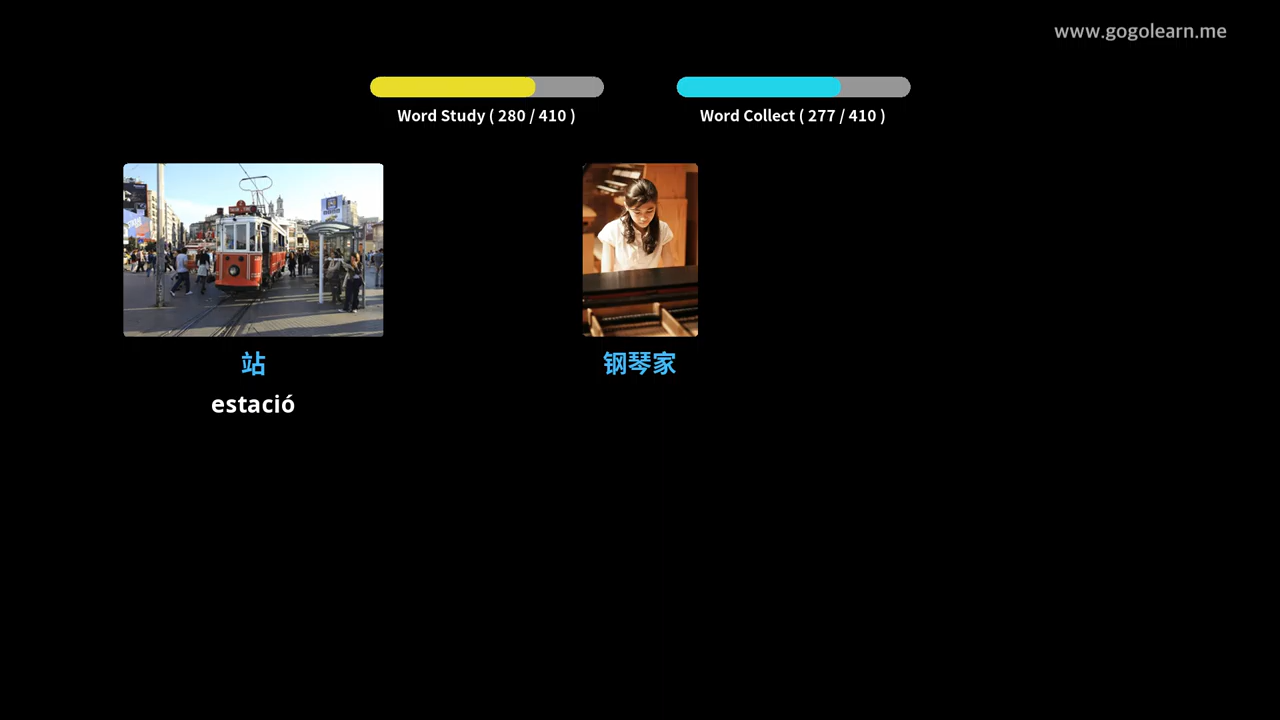 www.gogolearn.me
Word Study ( 280 / 410 )
Word Collect ( 277 / 410 )
站
钢琴家
estació